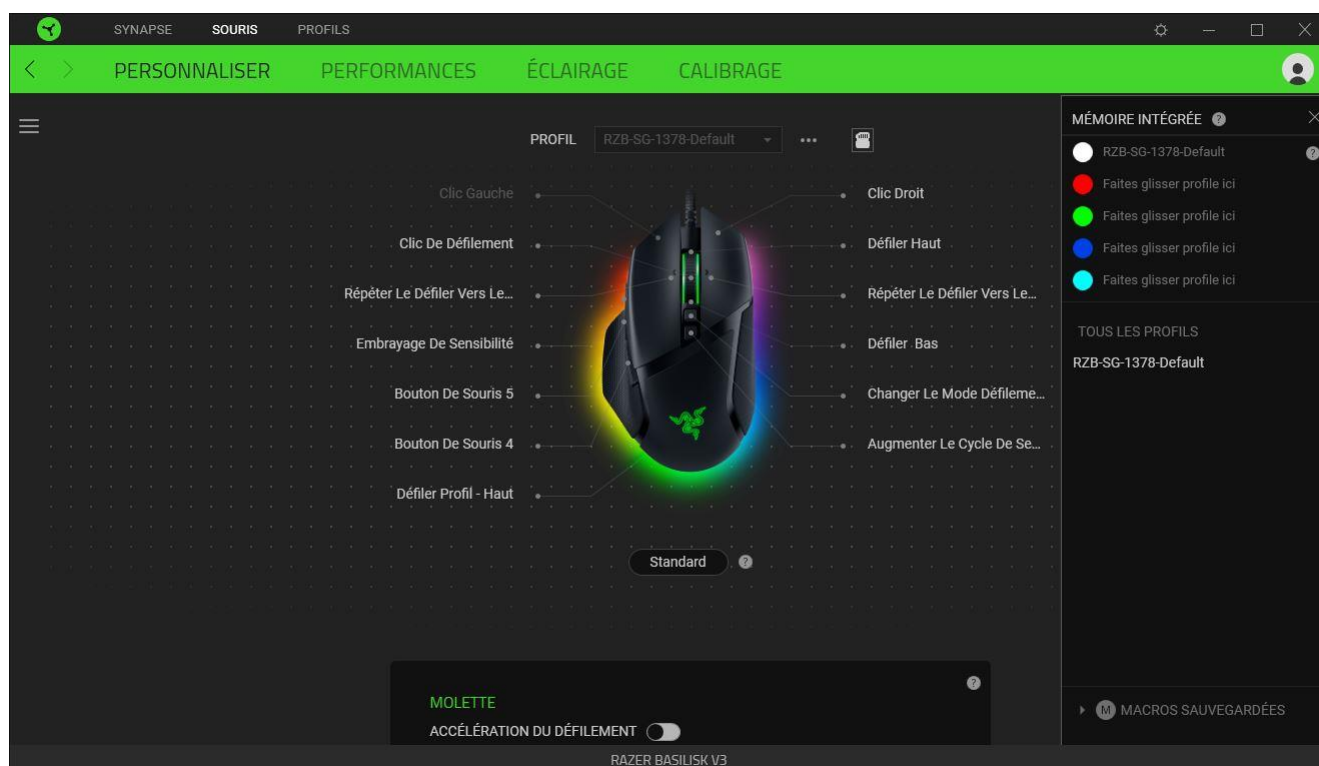 SYNAPSE SOURIS PROFILS
PERSONNALISER PERFORMANCES ÉCLAIRAGE CALIBRAGE
PROFIL RZB-SG-1378-Default
Clic Gauche
Clic De Défilement
Répéter Le Défiler Vers Le...
Embrayage De Sensibilité
Bouton De Souris 5
Bouton De Souris 4
Défiler Profil - Haut
Clic Droit
Défiler Haut
Répéter Le Défiler Vers Le...
Défiler Bas
Changer Le Mode Défileme...
Augmenter Le Cycle De Se...
Standard ?
?
MOLETTE
ACCÉLÉRATION DU DÉFILEMENT
MÉMOIRE INTÉGRÉE ?
RZB-SG-1378-Default ?
Faites glisser profile ici
Faites glisser profile ici
Faites glisser profile ici
Faites glisser profile ici
TOUS LES PROFILS
RZB-SG-1378-Default
M MACROS SAUVEGARDÉES
RAZER BASILISK V3